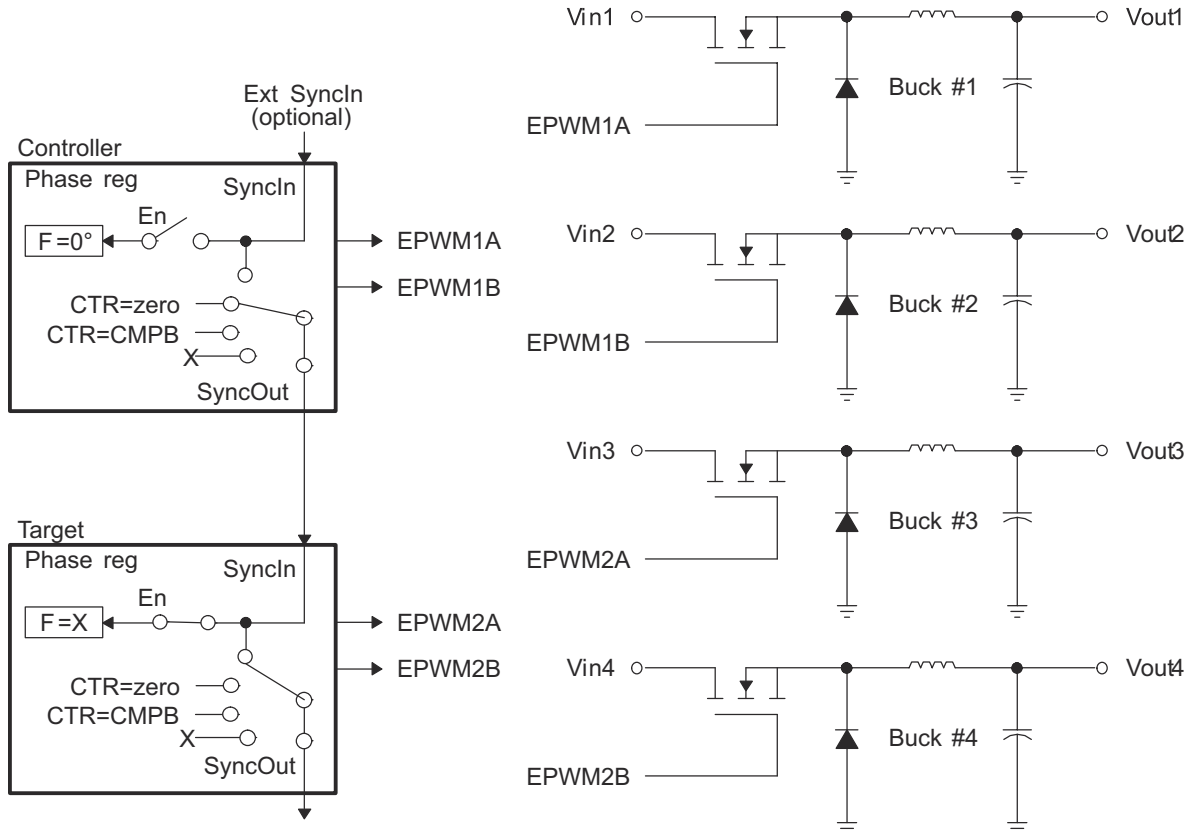 Ext SyncIn
(optional)
Controller
Phase reg
SyncIn
En
F=0°
EPWM1A
EPWM1B
CTR=zero
CTR=CMPB
X
SyncOut
Target
Phase reg
SyncIn
En
F=X
EPWM2A
EPWM2B
CTR=zero
CTR=CMPB
X
SyncOut
Vin1
Vout1
Buck #1
EPWM1A
Vin2
Vout2
Buck #2
EPWM1B
Vin3
Vout3
Buck #3
EPWM2A
Vin4
Vout4
Buck #4
EPWM2B